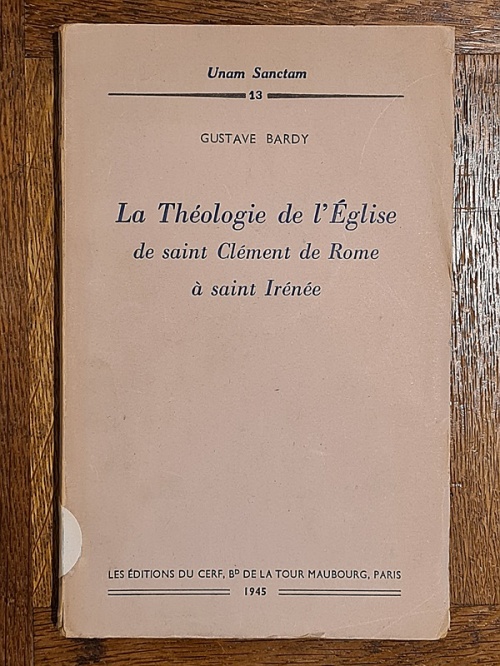 Unam Sanctam
13
GUSTAVE BARDY
La Théologie de l'Église
de saint Clément de Rome
à saint Irénée
LES ÉDITIONS DU CERF, Bᴰ DE LA TOUR MAUBOURG, PARIS
1945